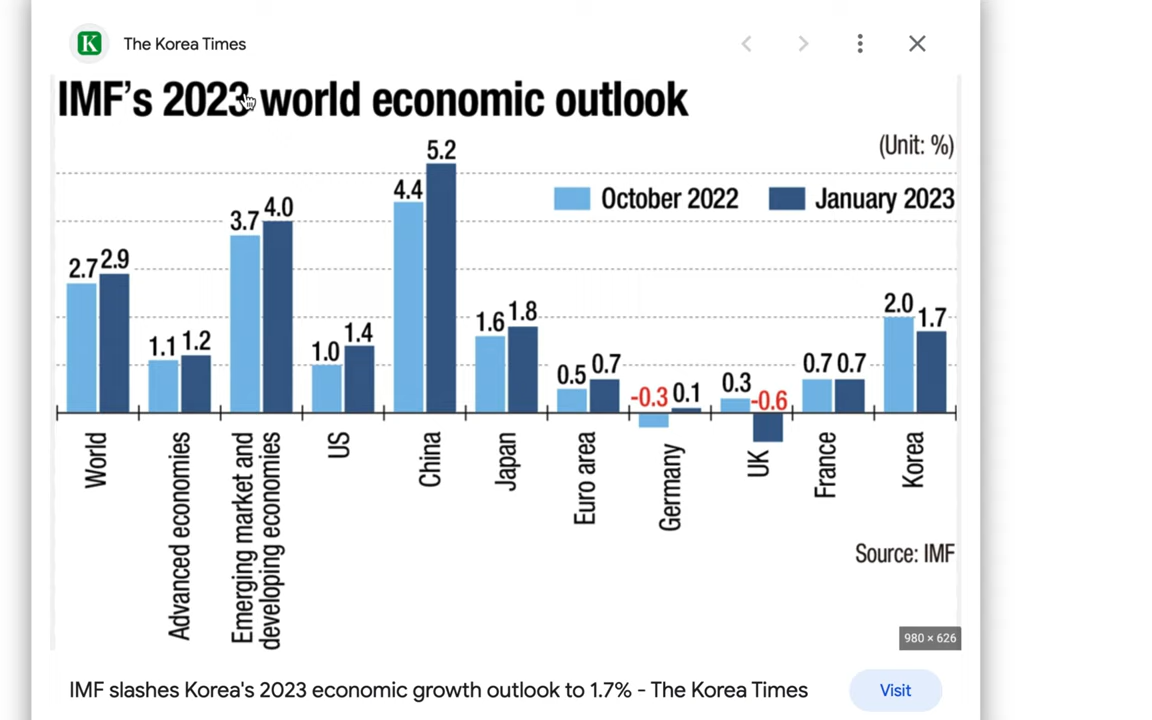 K
The Korea Times
IMF's 2023 world economic outlook
(Unit: %)
October 2022 January 2023
2.7 2.9
1.1 1.2
3.7 4.0
1.0 1.4
4.4 5.2
1.6 1.8
0.5 0.7
-0.3 0.1
0.3 -0.6
0.7 0.7
2.0 1.7
World
Advanced economies
Emerging market and
developing economies
US
China
Japan
Euro area
Germany
UK
France
Korea
Source: IMF
980 × 626
IMF slashes Korea's 2023 economic growth outlook to 1.7% - The Korea Times
Visit